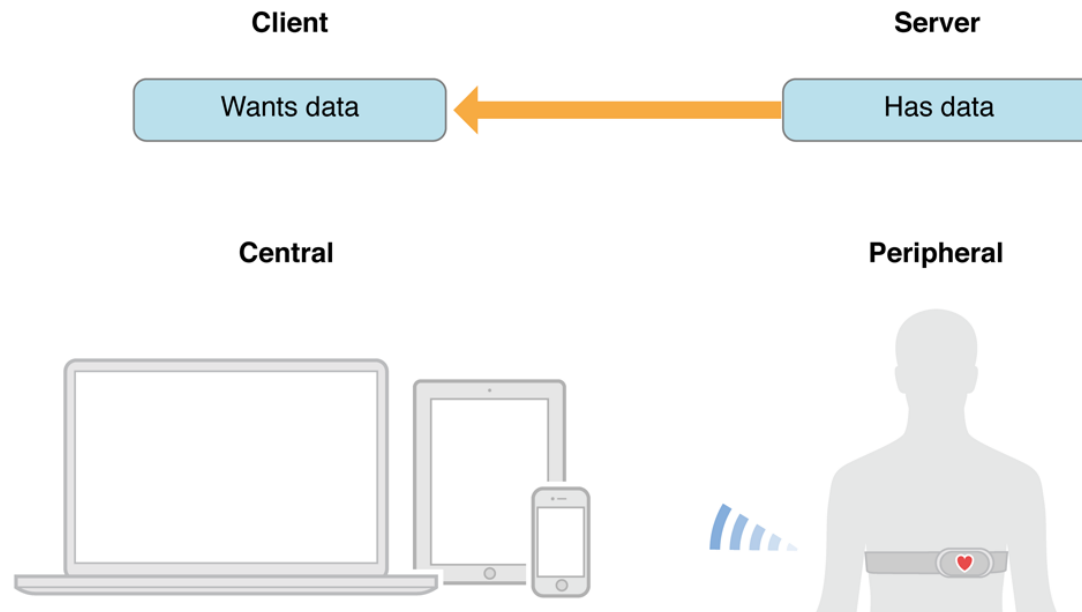 Client
Server
Wants data
Has data
Central
Peripheral